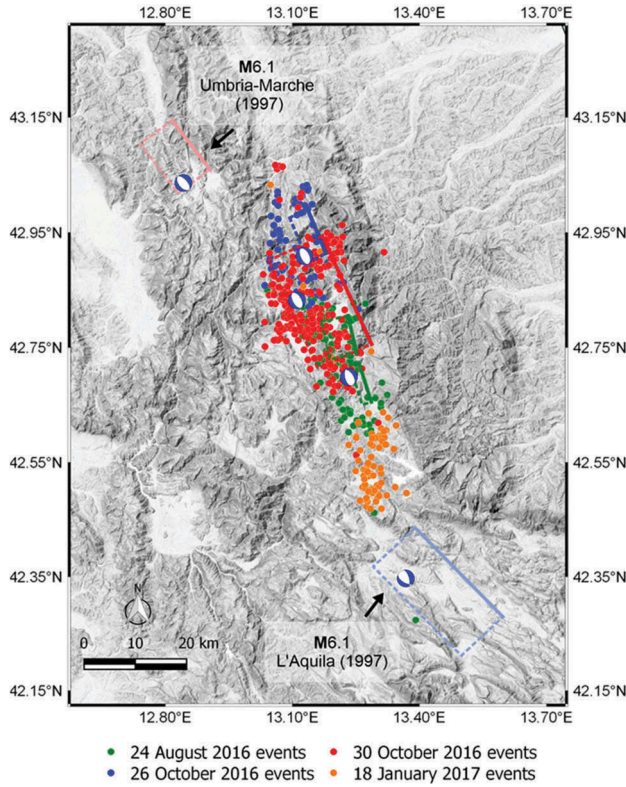 12.80°E 13.10°E 13.40°E 13.70°E
M6.1
Umbria-Marche
(1997)
43.15°N 43.15°N
42.95°N 42.95°N
42.75°N 42.75°N
42.55°N 42.55°N
42.35°N 42.35°N
N
0 10 20 km
M6.1
L'Aquila (1997)
42.15°N 42.15°N
12.80°E 13.10°E 13.40°E 13.70°E
24 August 2016 events 30 October 2016 events
26 October 2016 events 18 January 2017 events